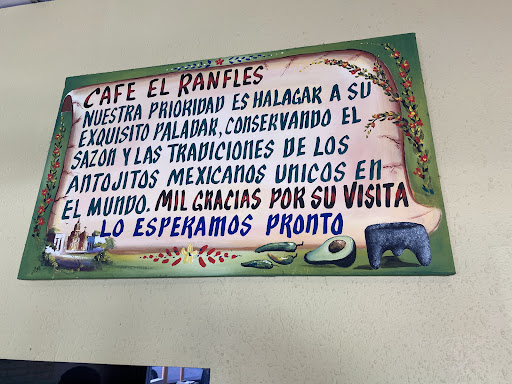 CAFE EL RANFLES
NUESTRA PRIORIDAD ES HALAGAR A SU
EXQUISITO PALADAR, CONSERVANDO EL
SAZON Y LAS TRADICIONES DE LOS
ANTOJITOS MEXICANOS UNICOS EN
EL MUNDO. MIL GRACIAS POR SU VISITA
LO ESPERAMOS PRONTO